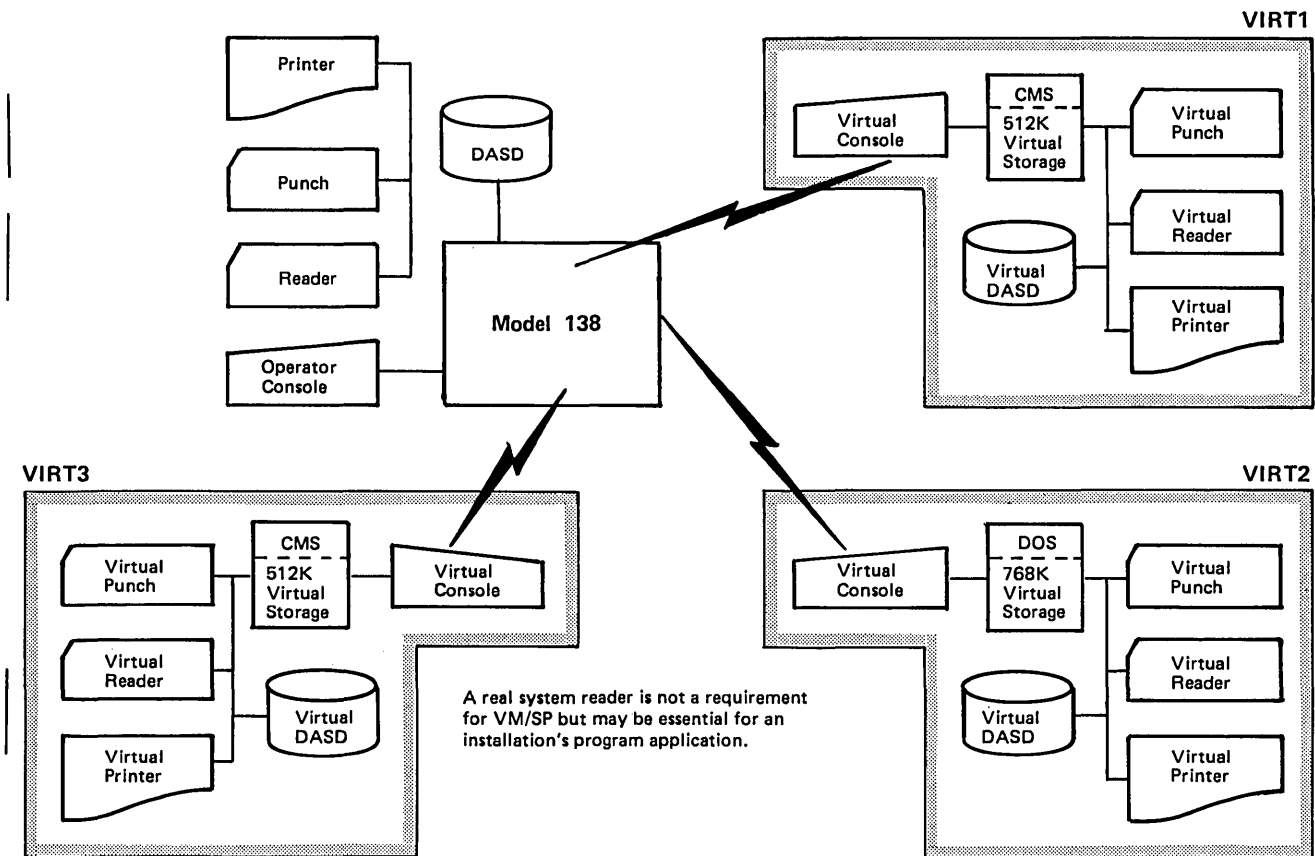 VIRT1
Printer
Punch
Reader
Operator
Console
DASD
Model 138
Virtual
Console
CMS
512K
Virtual
Storage
Virtual
Punch
Virtual
Reader
Virtual
Printer
Virtual
DASD
VIRT3
Virtual
Punch
Virtual
Reader
Virtual
Printer
CMS
512K
Virtual
Storage
Virtual
DASD
Virtual
Console
A real system reader is not a requirement
for VM/SP but may be essential for an
installation's program application.
VIRT2
Virtual
Console
DOS
768K
Virtual
Storage
Virtual
DASD
Virtual
Punch
Virtual
Reader
Virtual
Printer